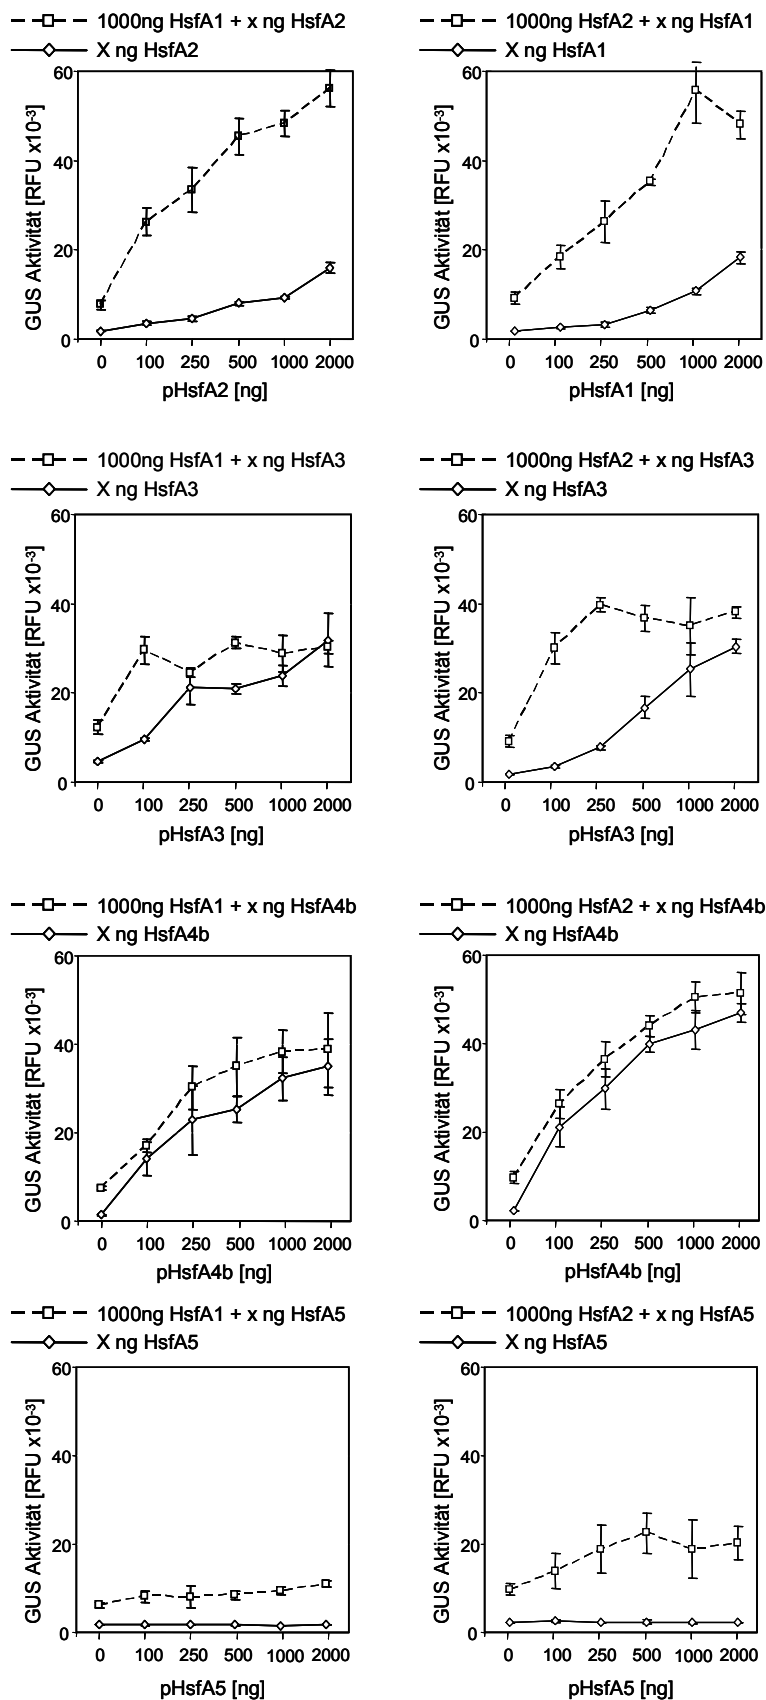 1000ng HsfA1 + x ng HsfA2
X ng HsfA2
60
40
20
0
GUS Aktivität [RFU x10-3]
0 100 250 500 1000 2000
pHsfA2 [ng]
1000ng HsfA2 + x ng HsfA1
X ng HsfA1
60
40
20
0
GUS Aktivität [RFU x10-3]
0 100 250 500 1000 2000
pHsfA1 [ng]
1000ng HsfA1 + x ng HsfA3
X ng HsfA3
60
40
20
0
GUS Aktivität [RFU x10-3]
0 100 250 500 1000 2000
pHsfA3 [ng]
1000ng HsfA2 + x ng HsfA3
X ng HsfA3
60
40
20
0
GUS Aktivität [RFU x10-3]
0 100 250 500 1000 2000
pHsfA3 [ng]
1000ng HsfA1 + x ng HsfA4b
X ng HsfA4b
60
40
20
0
GUS Aktivität [RFU x10-3]
0 100 250 500 1000 2000
pHsfA4b [ng]
1000ng HsfA2 + x ng HsfA4b
X ng HsfA4b
60
40
20
0
GUS Aktivität [RFU x10-3]
0 100 250 500 1000 2000
pHsfA4b [ng]
1000ng HsfA1 + x ng HsfA5
X ng HsfA5
60
40
20
0
GUS Aktivität [RFU x10-3]
0 100 250 500 1000 2000
pHsfA5 [ng]
1000ng HsfA2 + x ng HsfA5
X ng HsfA5
60
40
20
0
GUS Aktivität [RFU x10-3]
0 100 250 500 1000 2000
pHsfA5 [ng]